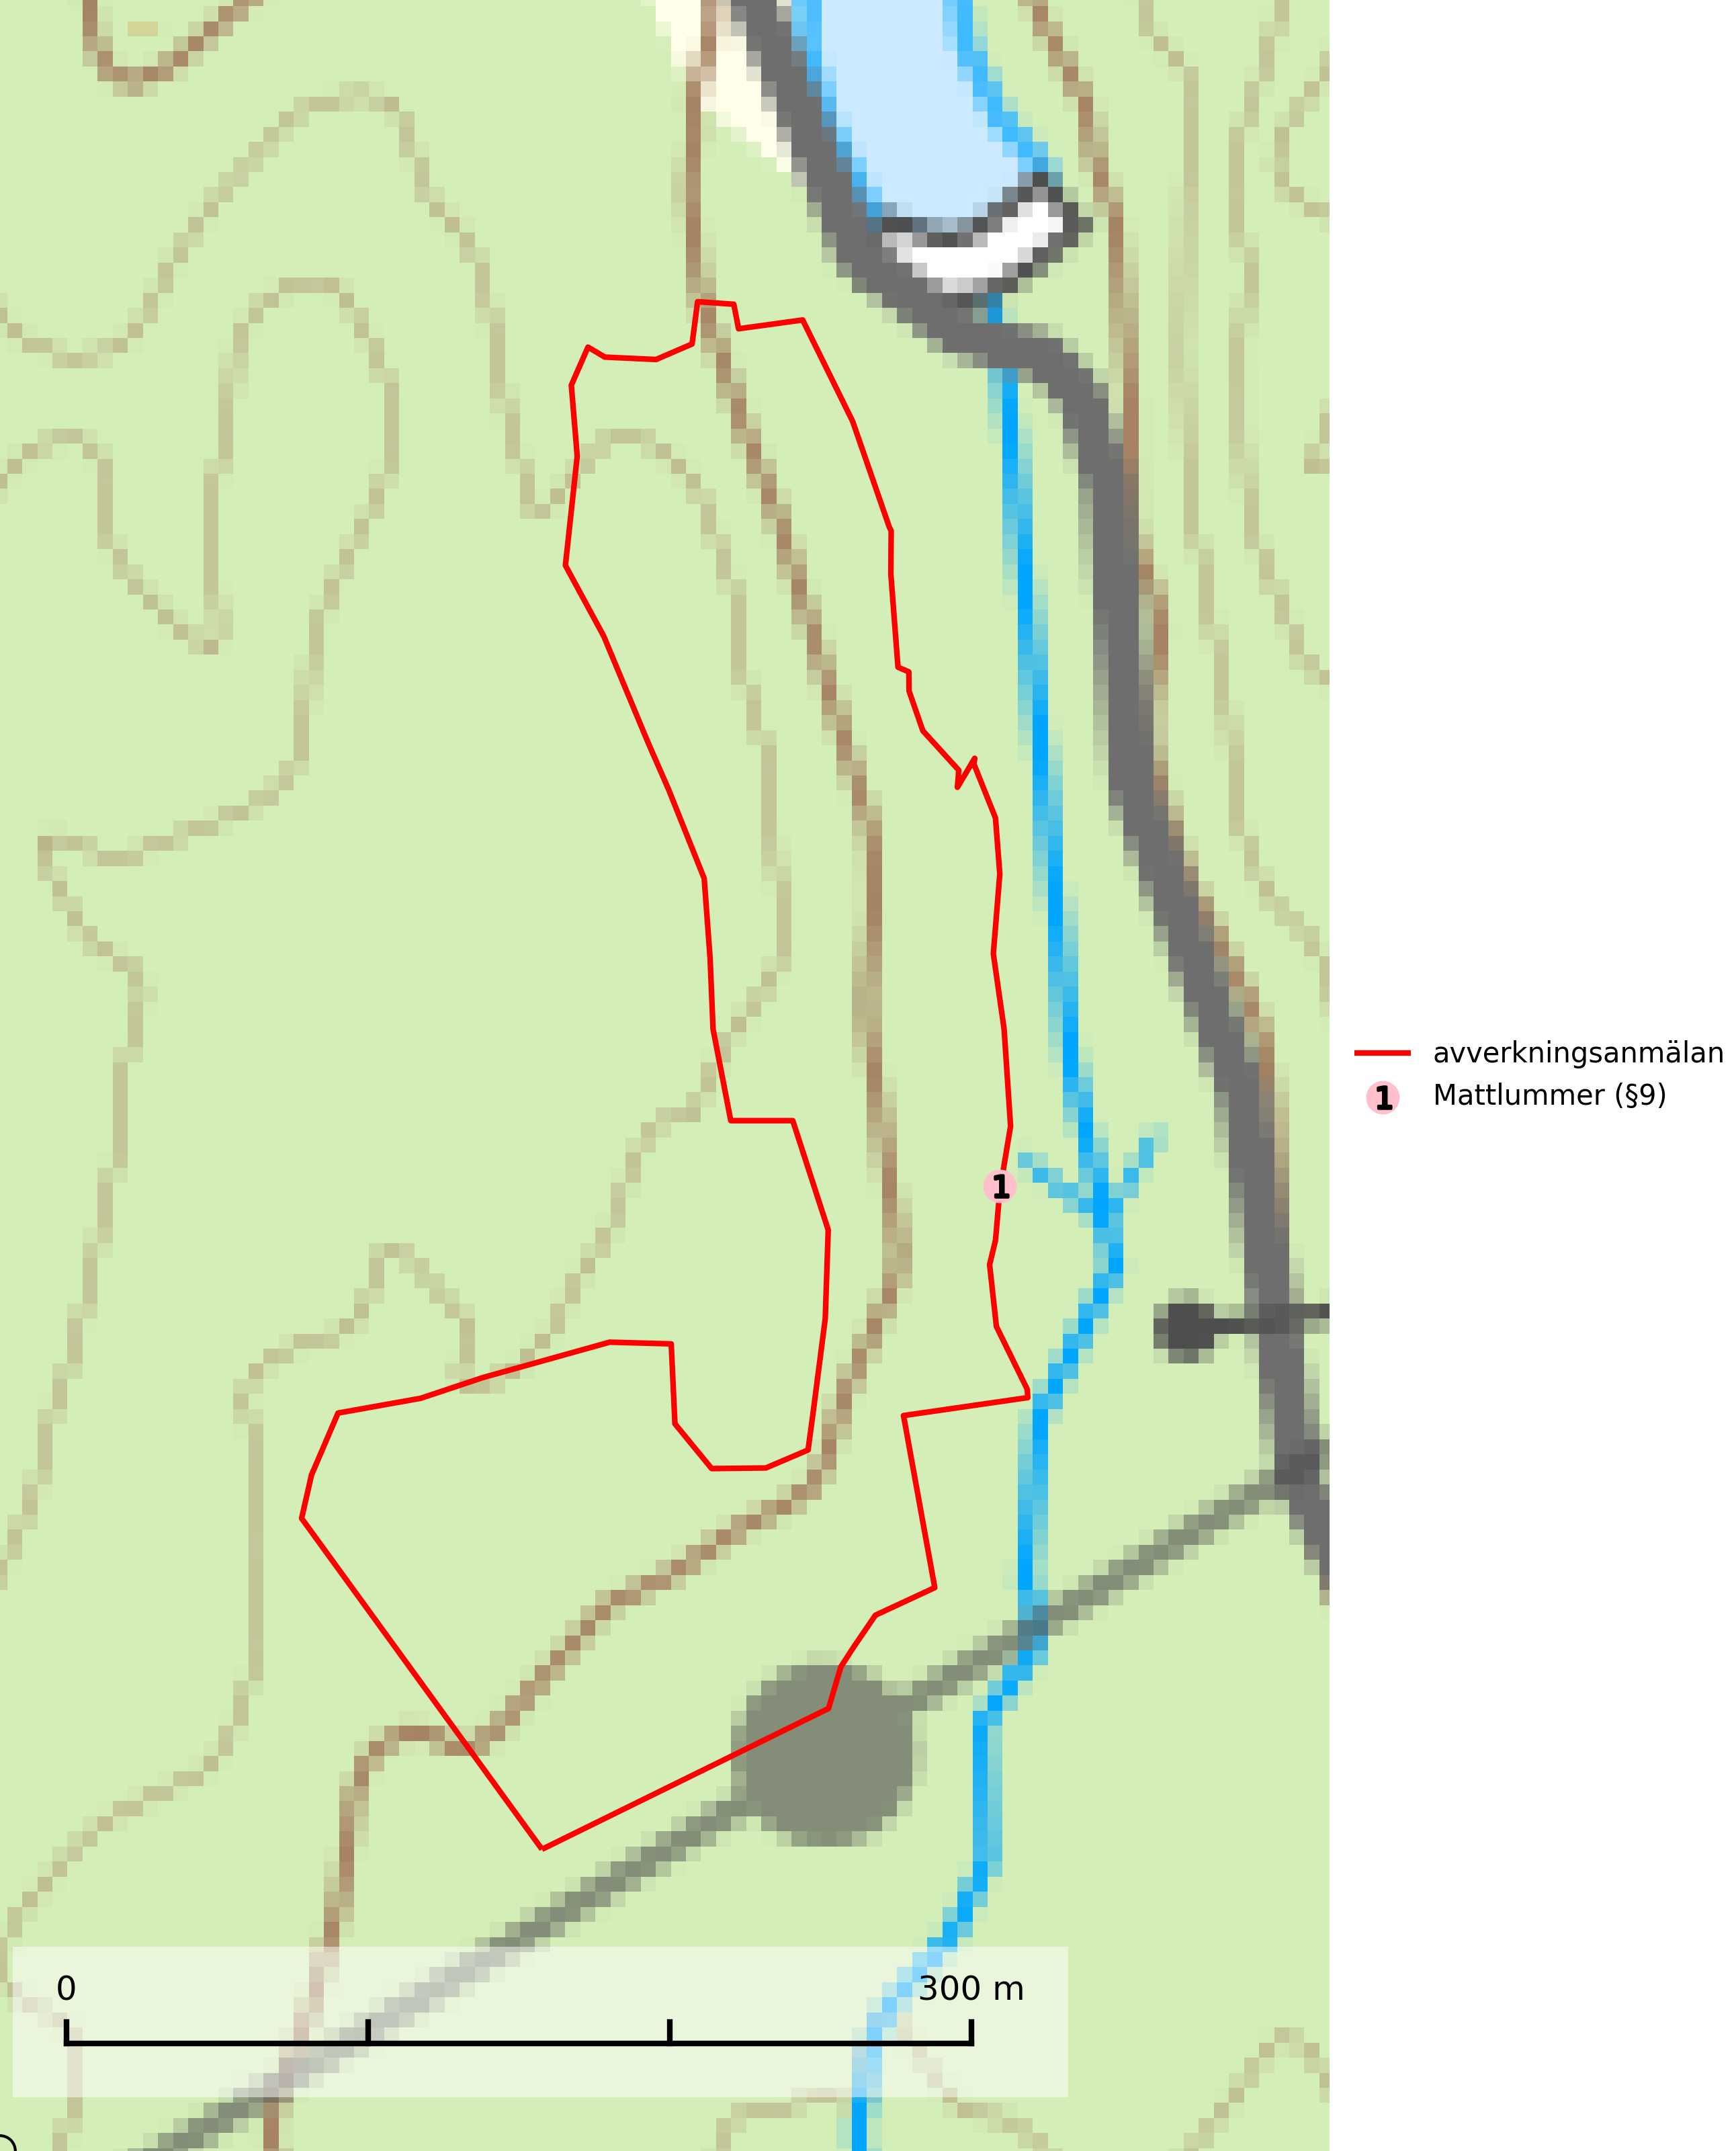 avverkningsanmälan
1 Mattlummer (§9)
1
0 300 m